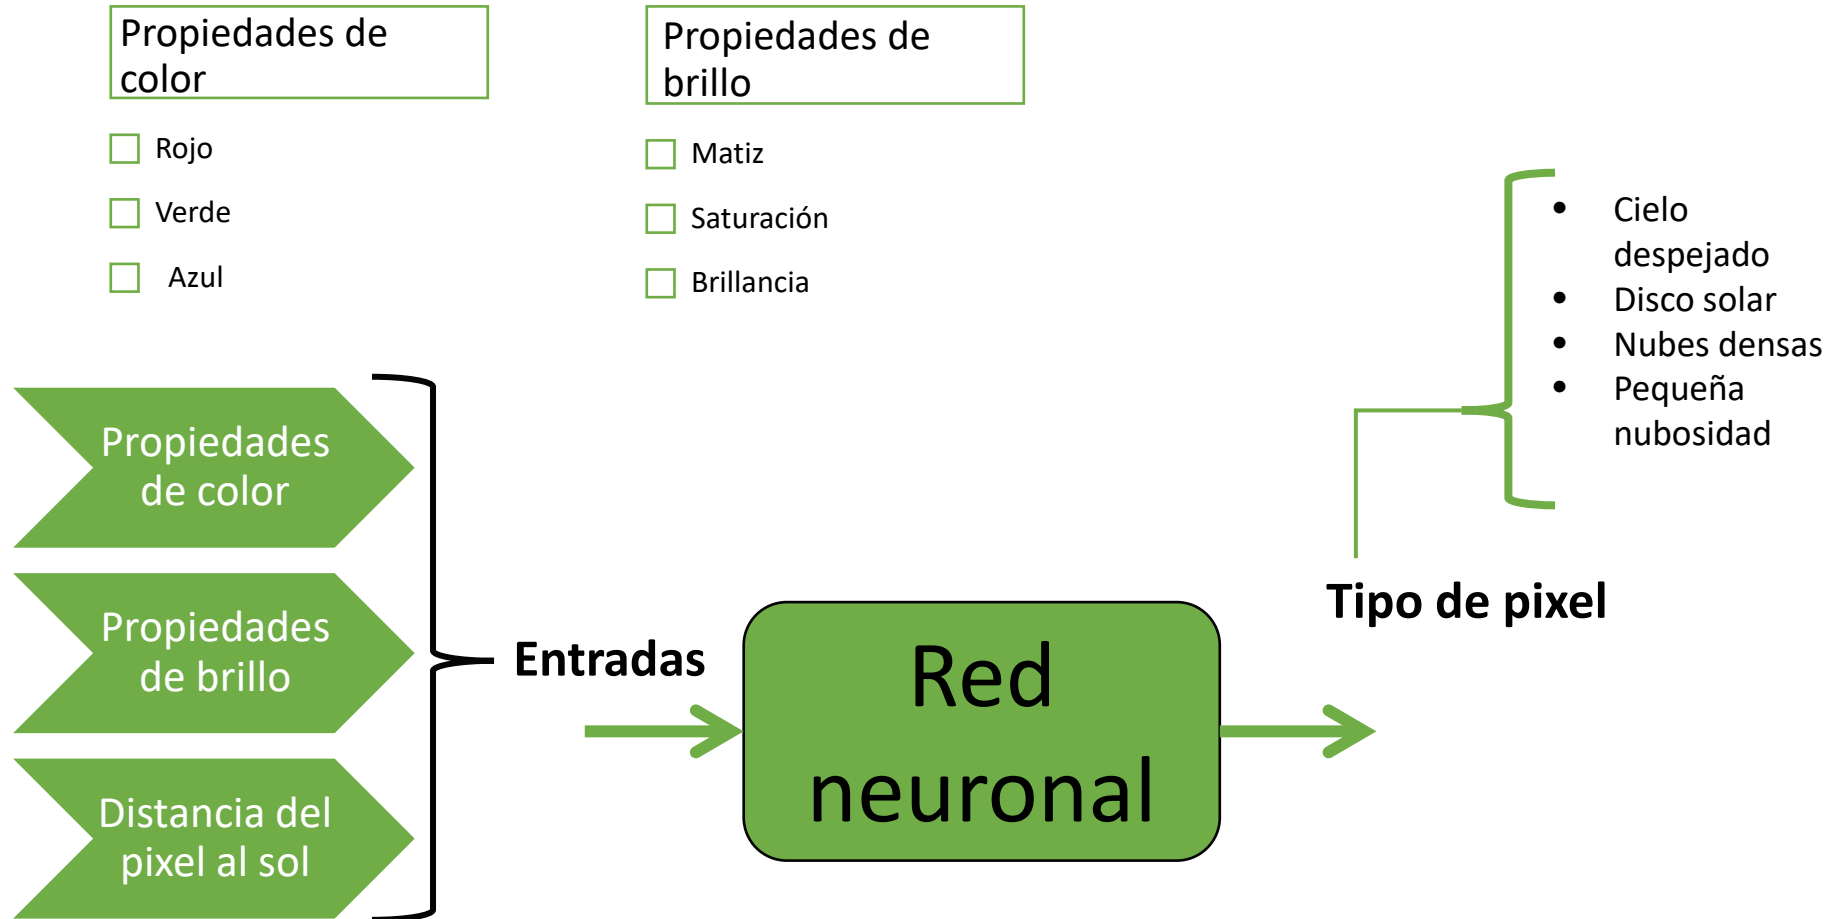 Propiedades de
color
Rojo
Verde
Azul
Propiedades de
brillo
Matiz
Saturación
Brillancia
Propiedades
de color
Propiedades
de brillo
Distancia del
pixel al sol
Entradas
Red
neuronal
Tipo de pixel
• Cielo
despejado
• Disco solar
• Nubes densas
• Pequeña
nubosidad